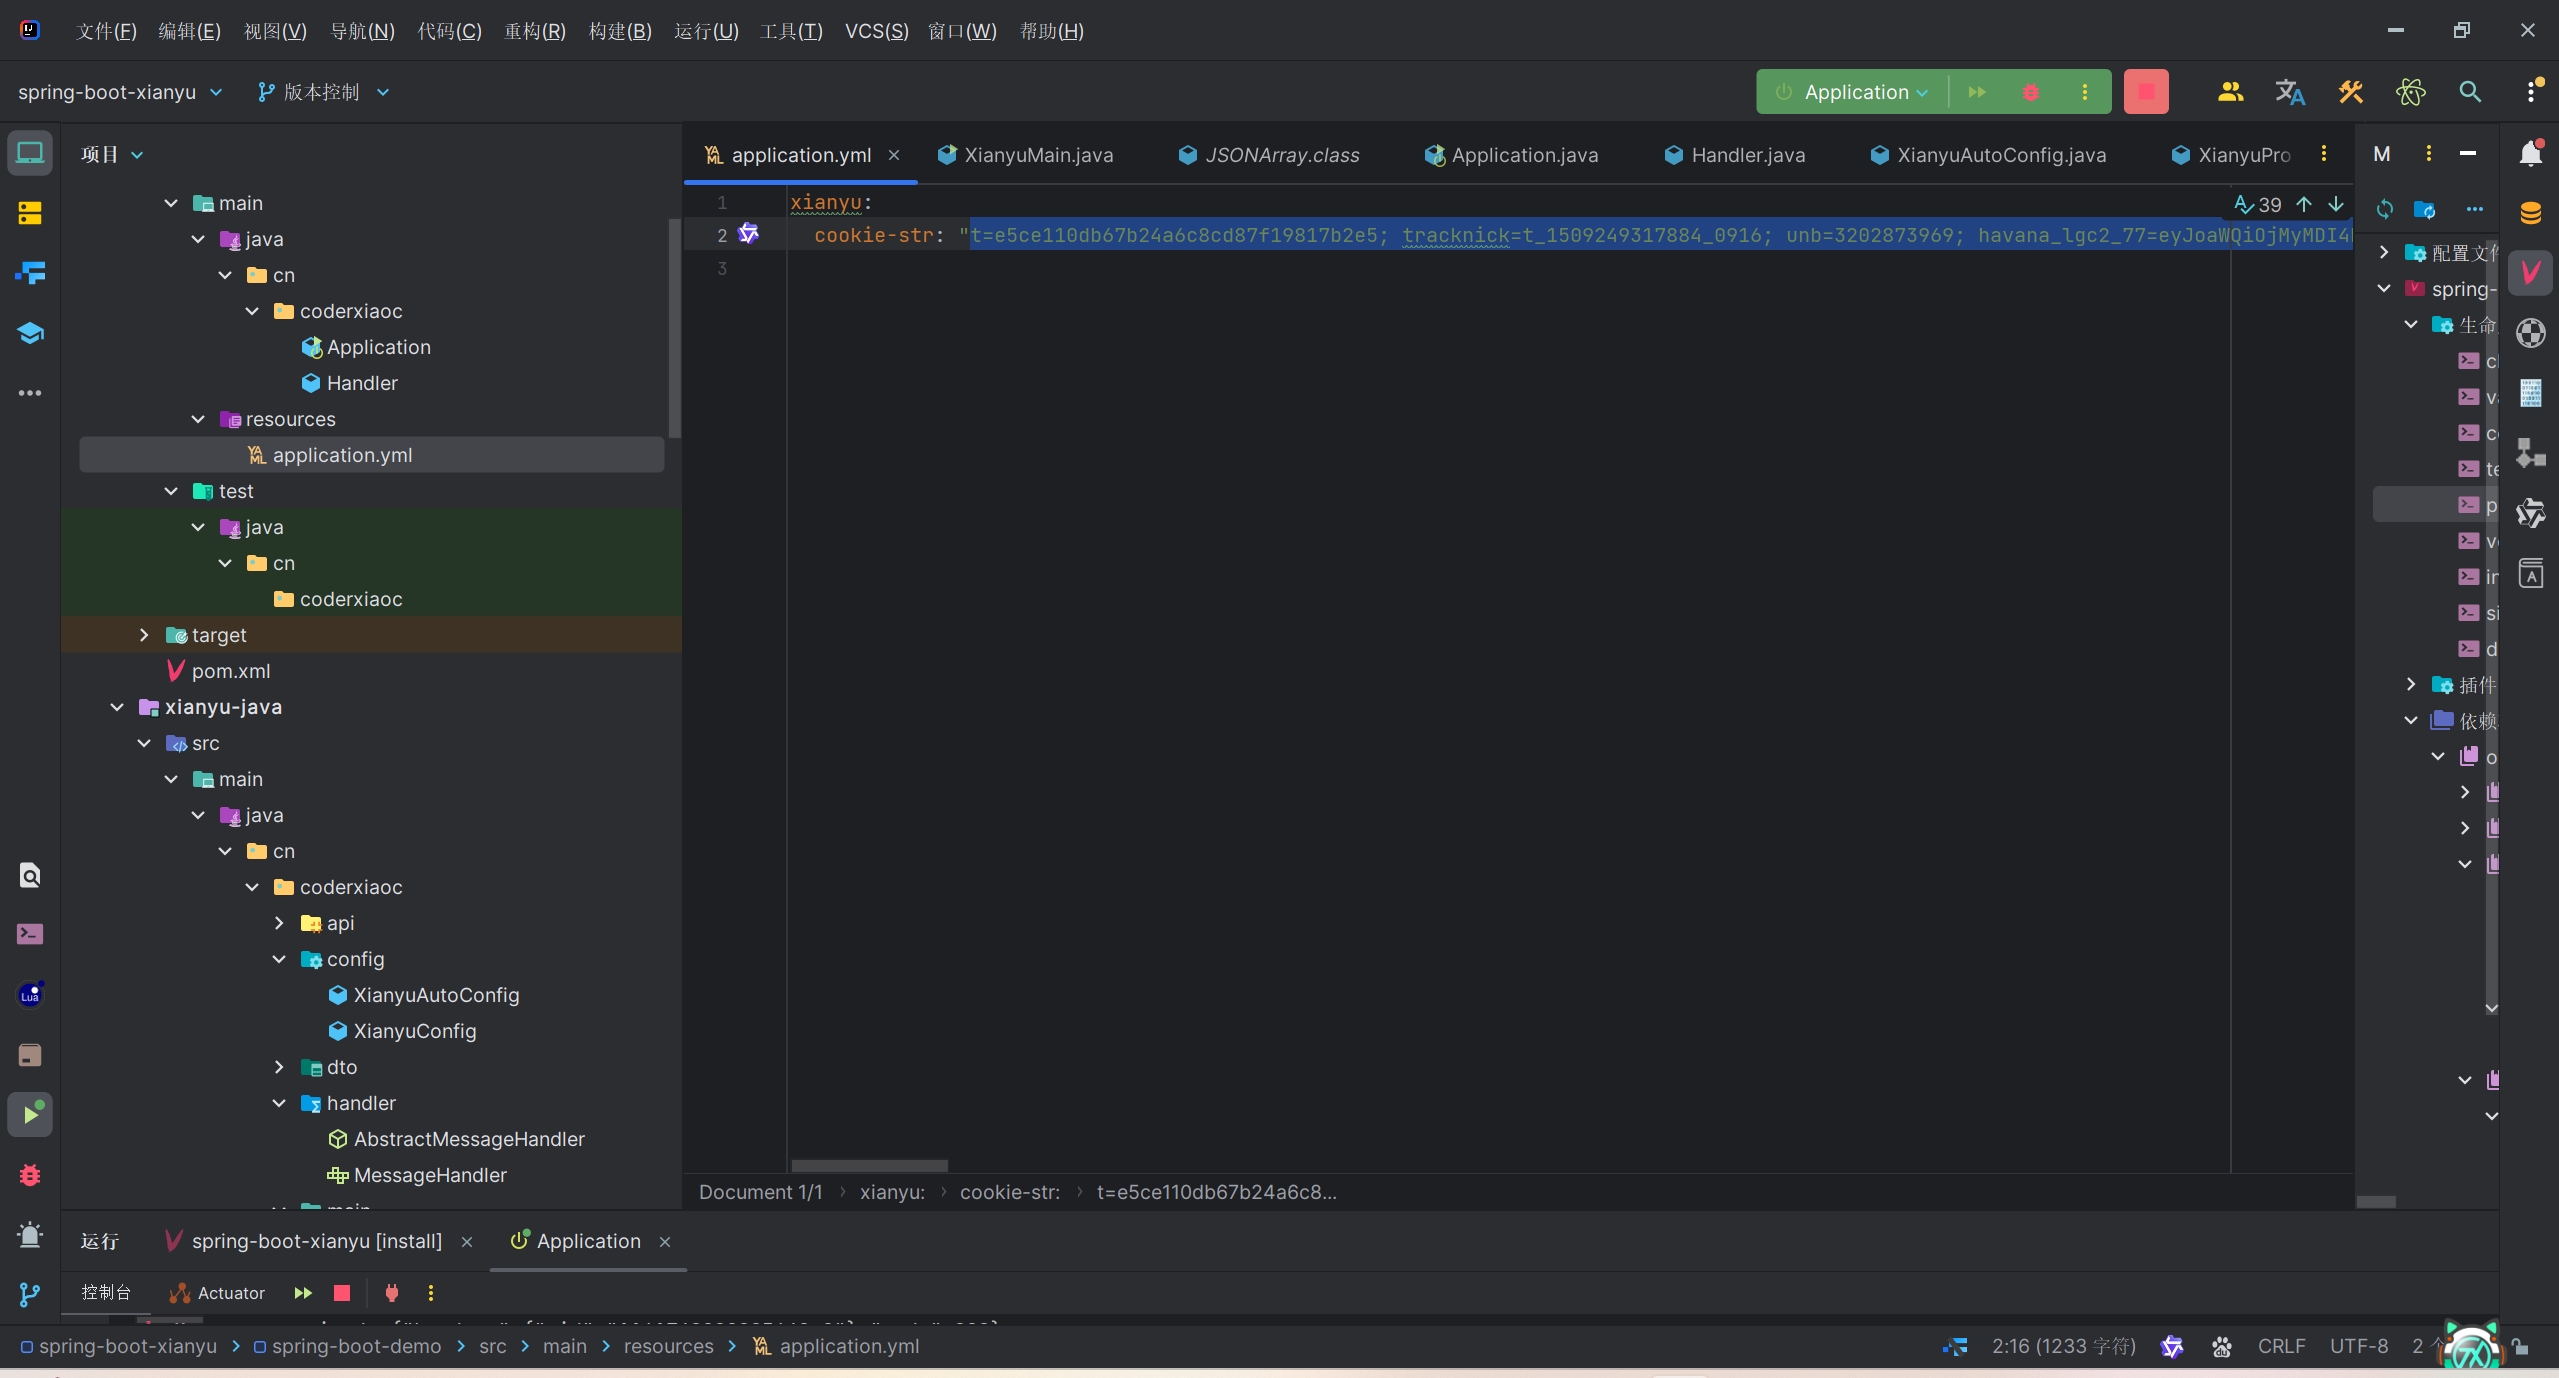 文件(F) 编辑(E) 视图(V) 导航(N) 代码(C) 重构(R) 构建(B) 运行(U) 工具(T) VCS(S) 窗口(W) 帮助(H)
spring-boot-xianyu 版本控制 Application
项目
application.yml XianyuMain.java JSONArray.class Application.java Handler.java XianyuAutoConfig.java XianyuPro M
main
java
cn
coderxiaoc
Application
Handler
resources
application.yml
test
java
cn
coderxiaoc
target
pom.xml
xianyu-java
src
main
java
cn
coderxiaoc
api
config
XianyuAutoConfig
XianyuConfig
dto
handler
AbstractMessageHandler
MessageHandler
1 xianyu:
39
2 cookie-str: "t=e5ce110db67b24a6c8cd87f19817b2e5; tracknick=t_1509249317884_0916; unb=3202873969; havana_lgc2_77=eyJoaWQiOjMyMDI4
3
配置文件
spring-
生命
插件
依赖
Lua
Document 1/1 xianyu: cookie-str: t=e5ce110db67b24a6c8...
运行 spring-boot-xianyu [install] Application
控制台 Actuator
spring-boot-xianyu spring-boot-demo src main resources application.yml
2:16 (1233 字符) CRLF UTF-8 2